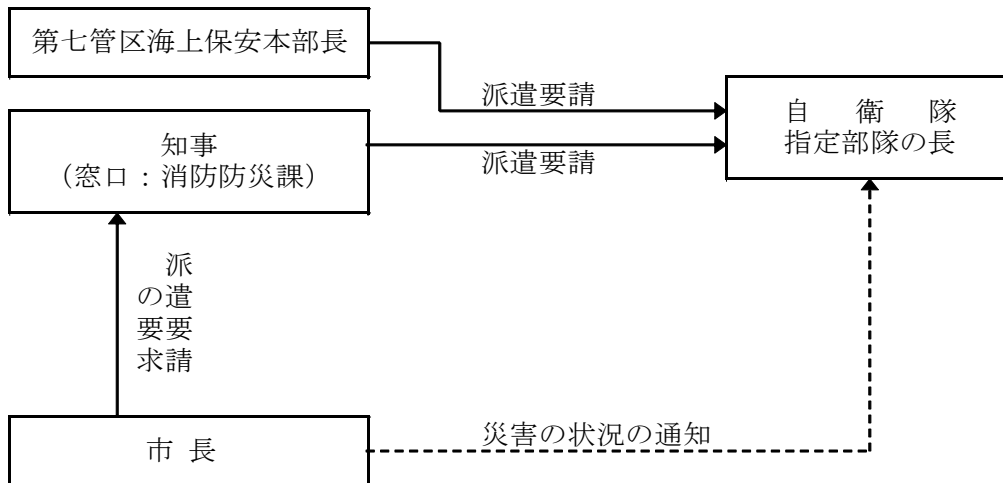 第七管区海上保安本部長
派遣要請
自衛隊
指定部隊の長
知事
(窓口:消防防災課)
派遣要請
派遣要請
の要求
市長
災害の状況の通知